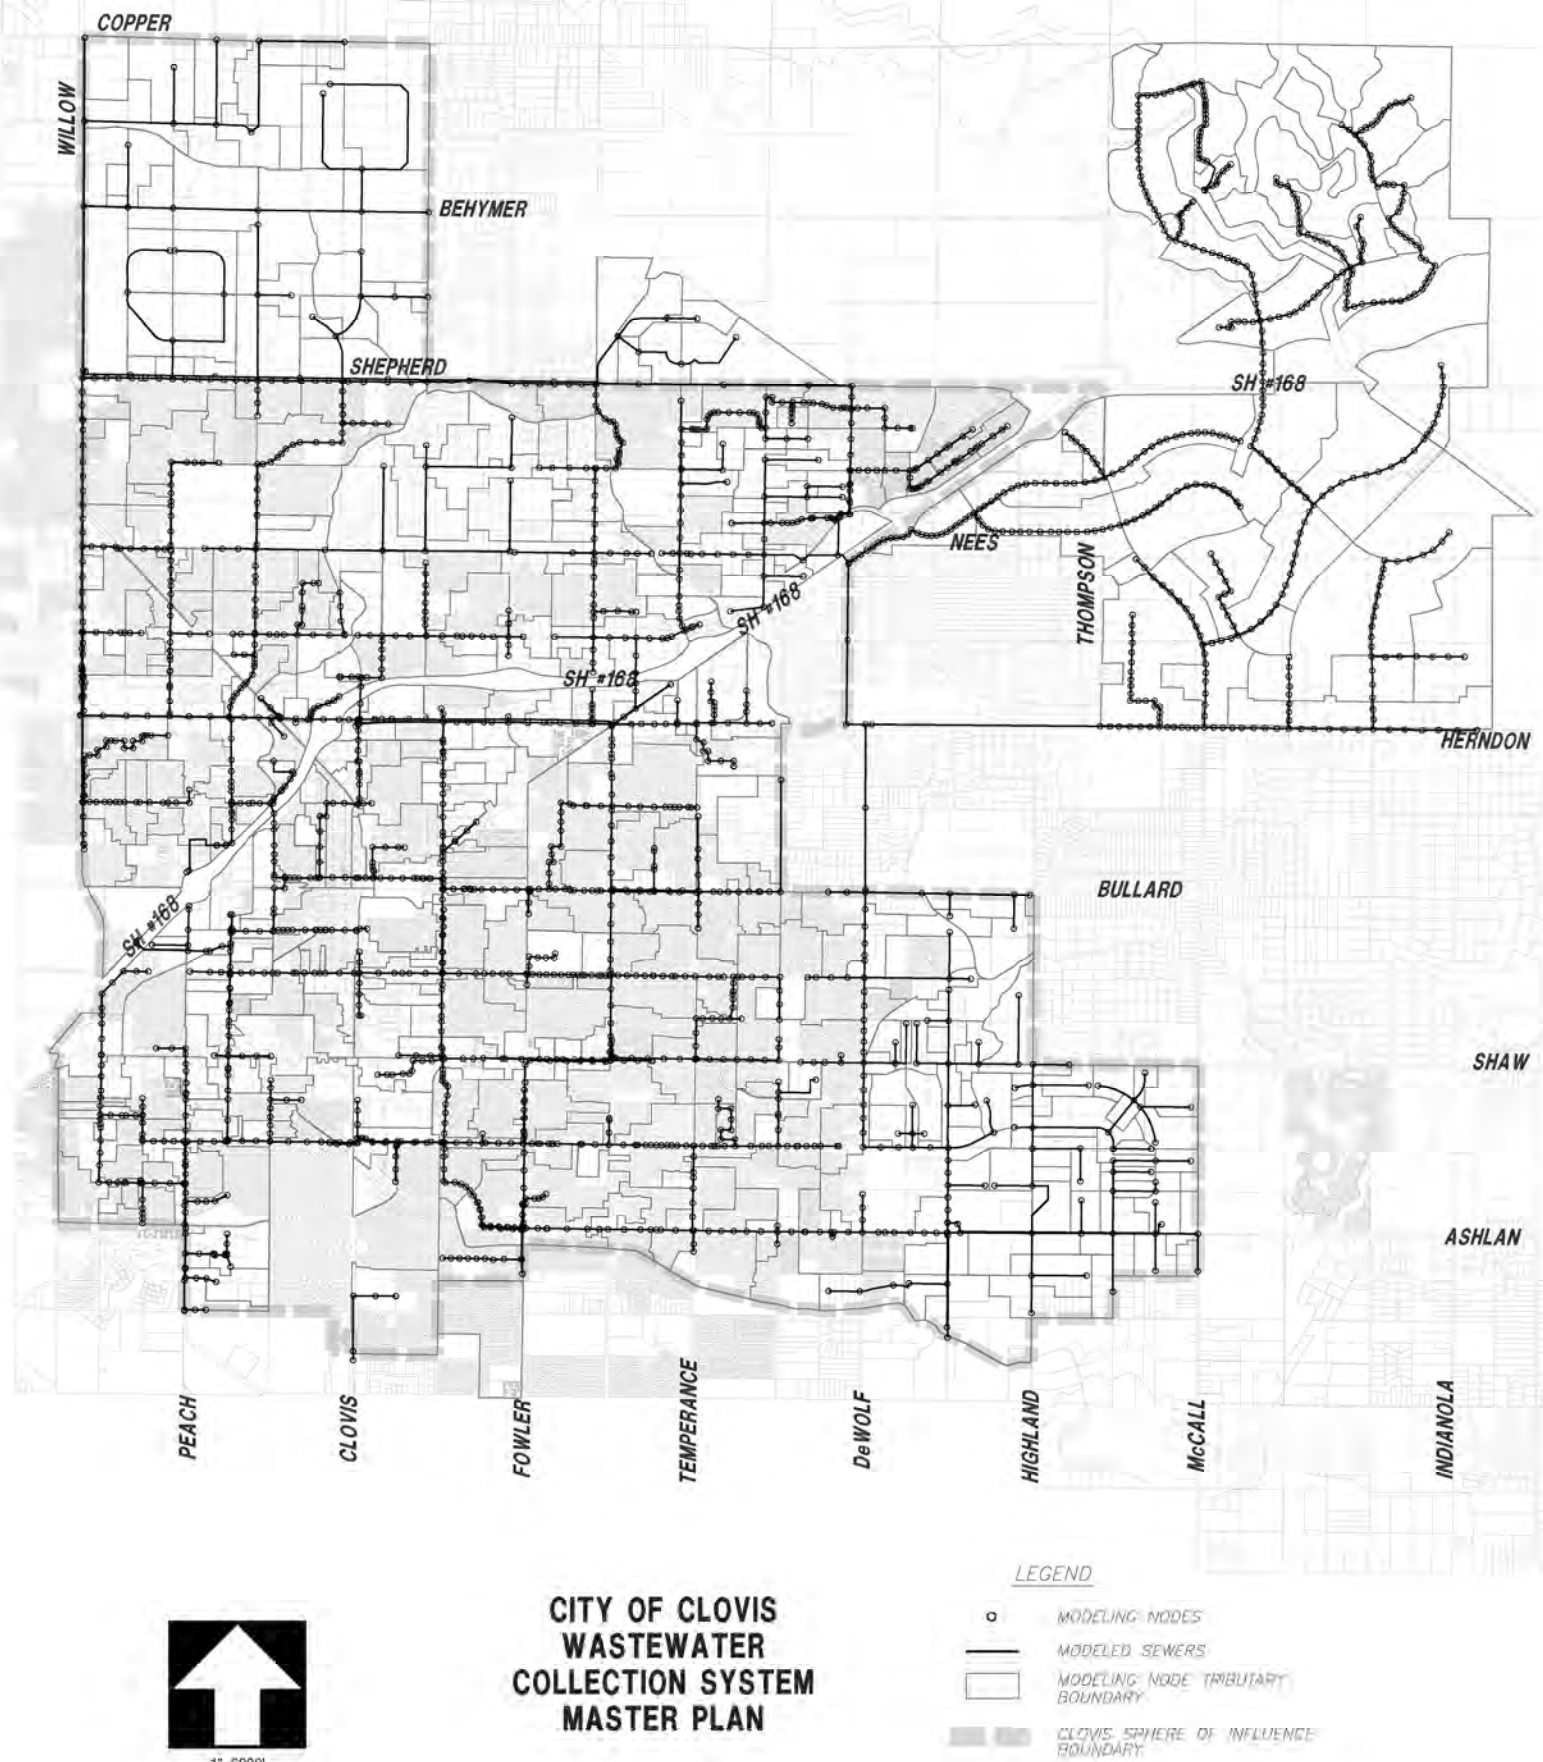 COPPER
WILLOW
BEHYMER
SHEPHERD
SH #168
NEES
THOMPSON
SH #168
SH #168
HERNDON
BULLARD
SH #168
SHAW
ASHLAN
PEACH
CLOVIS
FOWLER
TEMPERANCE
DeWOLF
HIGHLAND
McCALL
INDIANOLA
CITY OF CLOVIS
WASTEWATER
COLLECTION SYSTEM
MASTER PLAN
LEGEND
MODELING NODES
MODELED SEWERS
MODELING NODE TRIBUTARY
BOUNDARY
CLOVIS SPHERE OF INFLUENCE
BOUNDARY